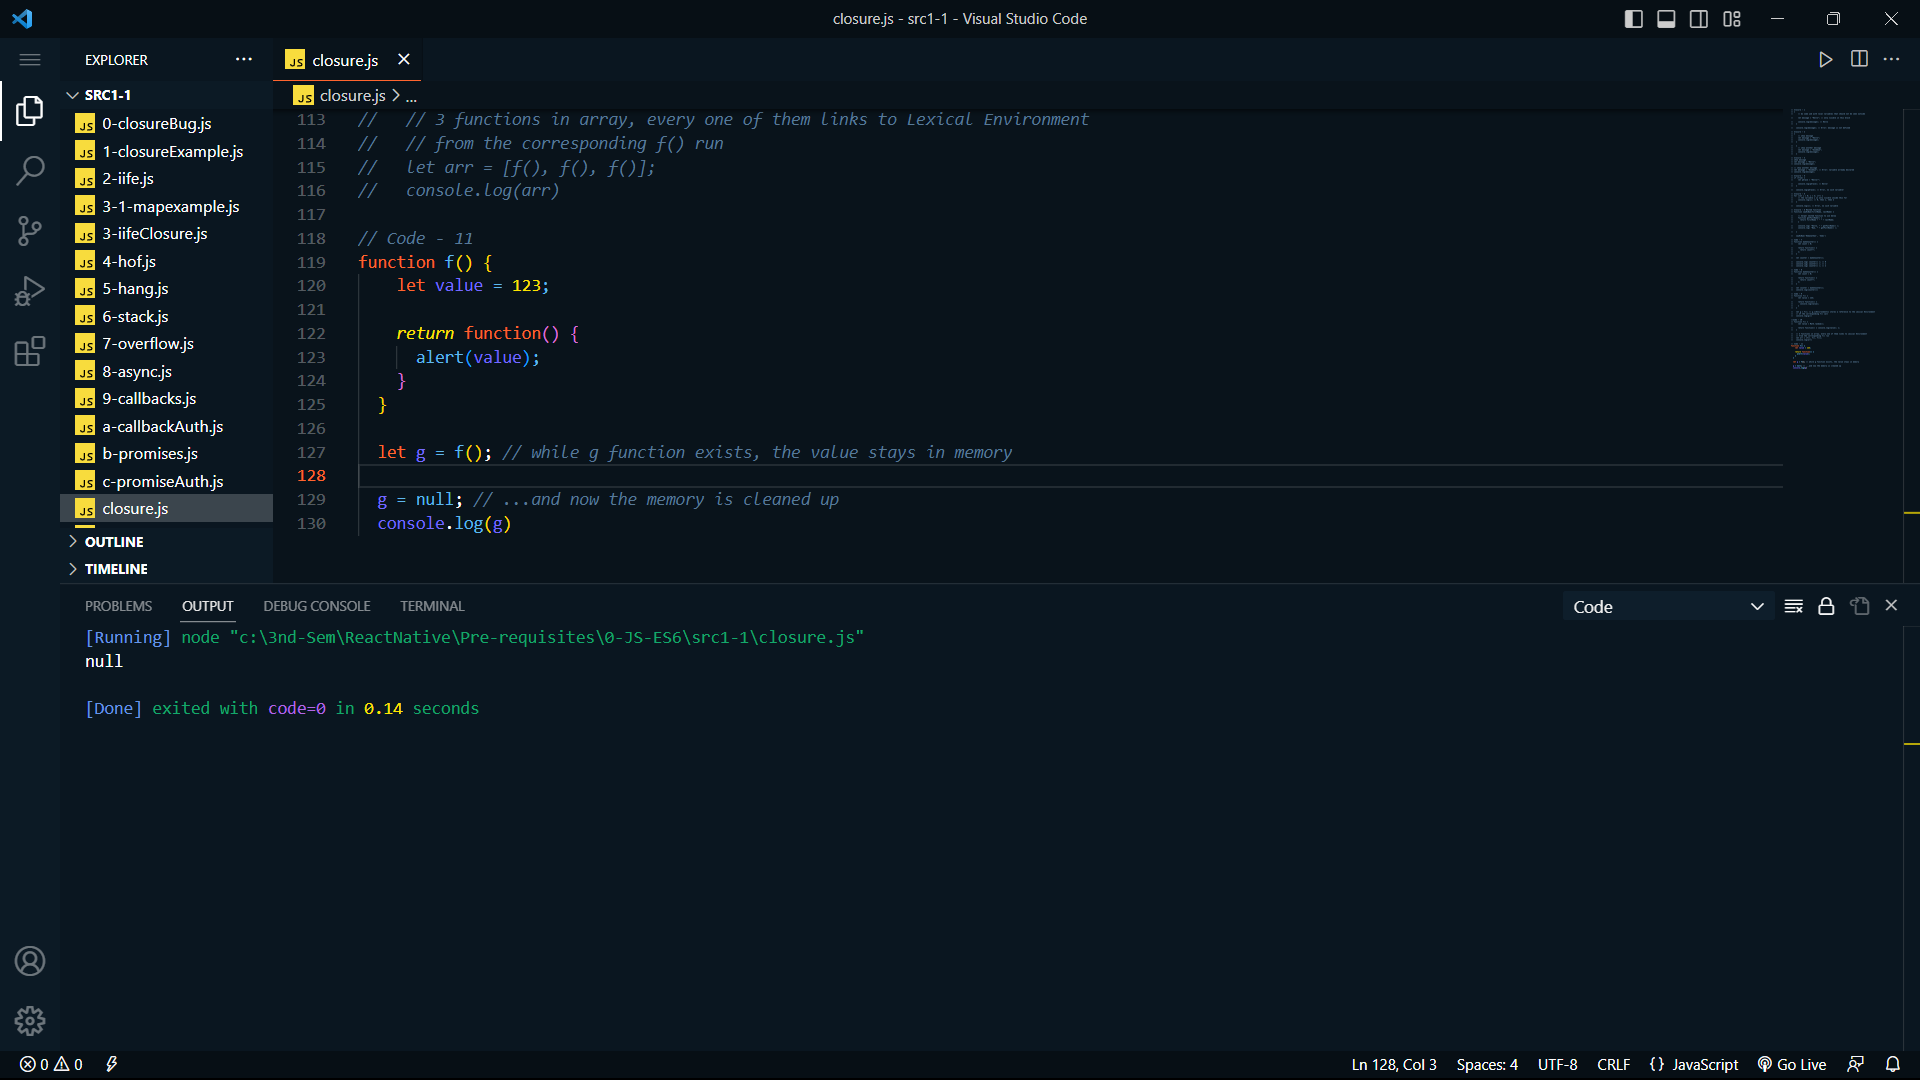 closure.js - src1-1 - Visual Studio Code
EXPLORER
JS closure.js
SRC1-1
JS closure.js > ...
JS 0-closureBug.js
JS 1-closureExample.js
JS 2-iife.js
JS 3-1-mapexample.js
JS 3-iifeClosure.js
JS 4-hof.js
JS 5-hang.js
JS 6-stack.js
JS 7-overflow.js
JS 8-async.js
JS 9-callbacks.js
JS a-callbackAuth.js
JS b-promises.js
JS c-promiseAuth.js
JS closure.js
OUTLINE
TIMELINE
113 //   // 3 functions in array, every one of them links to Lexical Environment
114 //   // from the corresponding f() run
115 //   let arr = [f(), f(), f()];
116 //   console.log(arr)
117
118 // Code - 11
119 function f() {
120     let value = 123;
121
122     return function() {
123       alert(value);
124     }
125   }
126
127   let g = f(); // while g function exists, the value stays in memory
128
129   g = null; // ...and now the memory is cleaned up
130   console.log(g)
PROBLEMS OUTPUT DEBUG CONSOLE TERMINAL
Code
[Running] node "c:\3nd-Sem\ReactNative\Pre-requisites\0-JS-ES6\src1-1\closure.js"
null
[Done] exited with code=0 in 0.14 seconds
0 0
Ln 128, Col 3 Spaces: 4 UTF-8 CRLF {} JavaScript Go Live